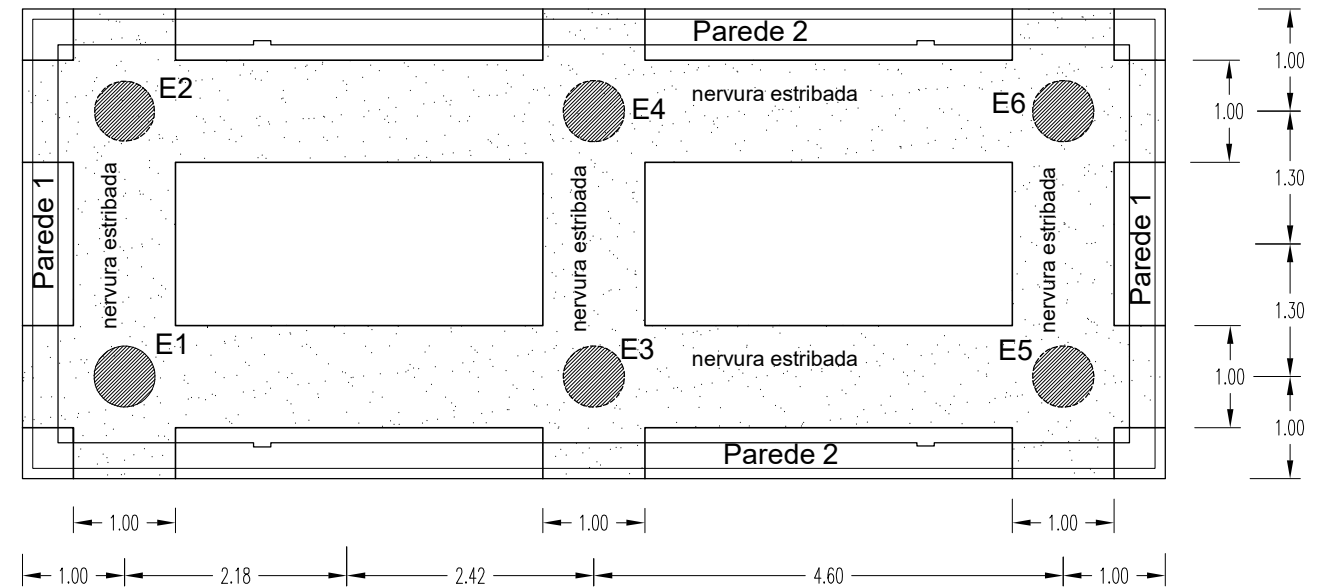 Parede 2
1.00
E2
E4
nervura estribada
E6
1.00
1.30
Parede 1
nervura estribada
nervura estribada
nervura estribada
Parede 1
1.30
E1
E3
nervura estribada
E5
1.00
1.00
Parede 2
1.00
1.00
1.00
1.00
2.18
2.42
4.60
1.00